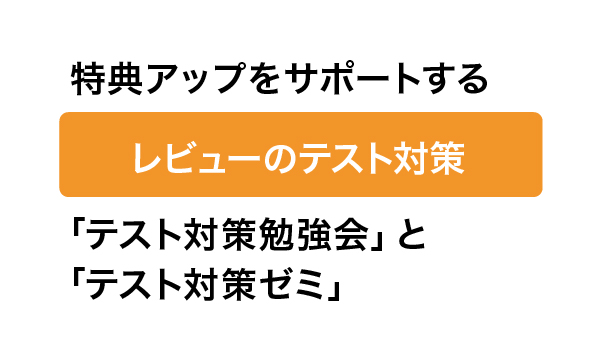 特典アップをサポートする
レビューのテスト対策
「テスト対策勉強会」と
「テスト対策ゼミ」